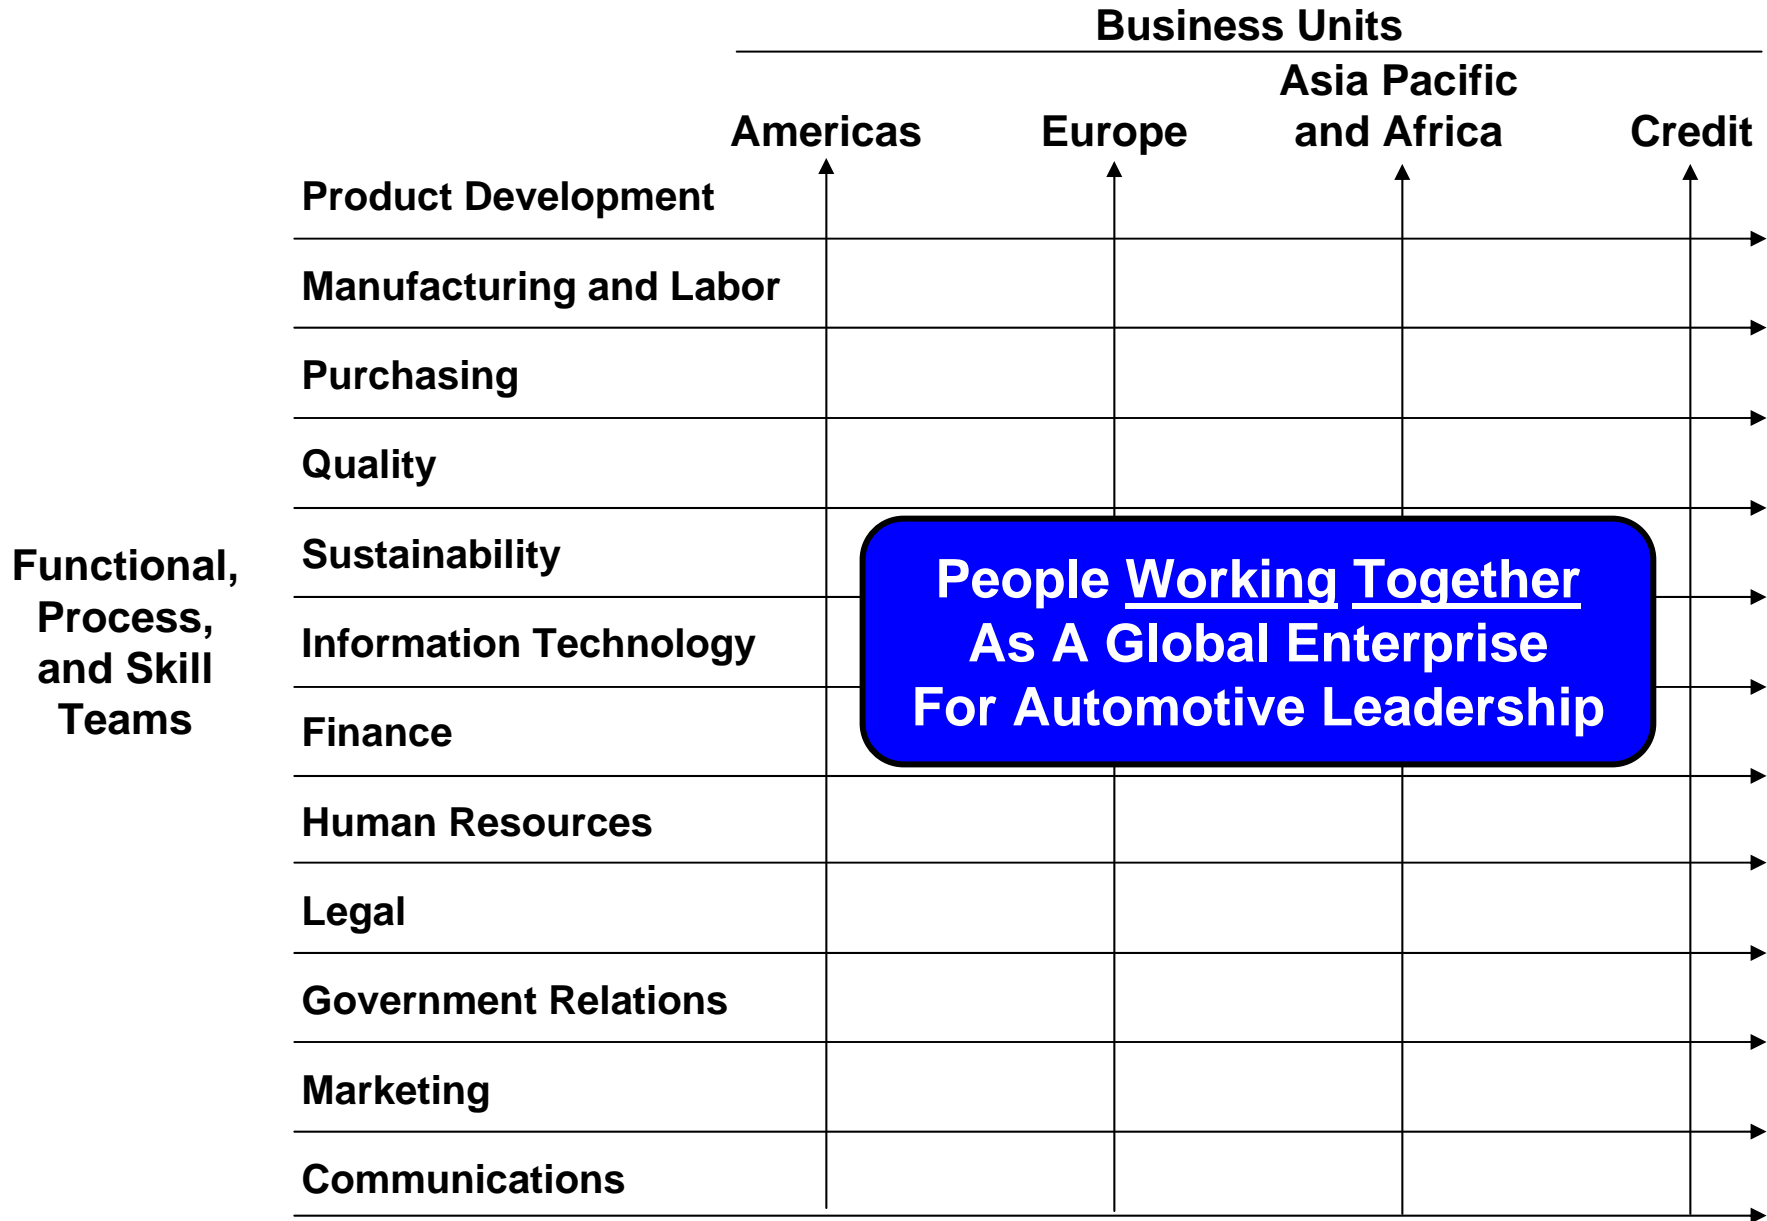 Business Units
Americas
Europe
Asia Pacific
and Africa
Credit
Functional,
Process,
and Skill
Teams
Product Development
Manufacturing and Labor
Purchasing
Quality
Sustainability
Information Technology
Finance
Human Resources
Legal
Government Relations
Marketing
Communications
People Working Together
As A Global Enterprise
For Automotive Leadership